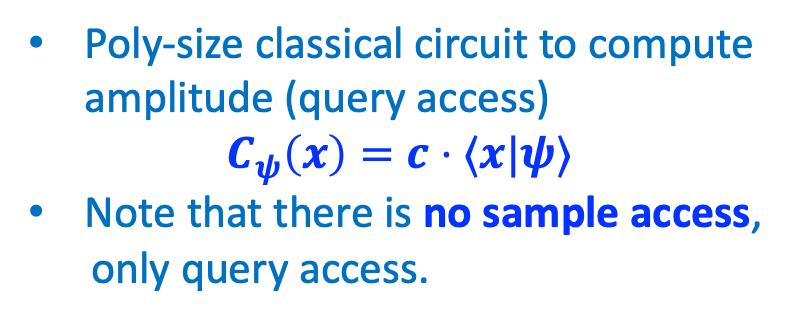 • Poly-size classical circuit to compute
amplitude (query access)
C_ψ(x) = c · ⟨x|ψ⟩
• Note that there is no sample access,
only query access.